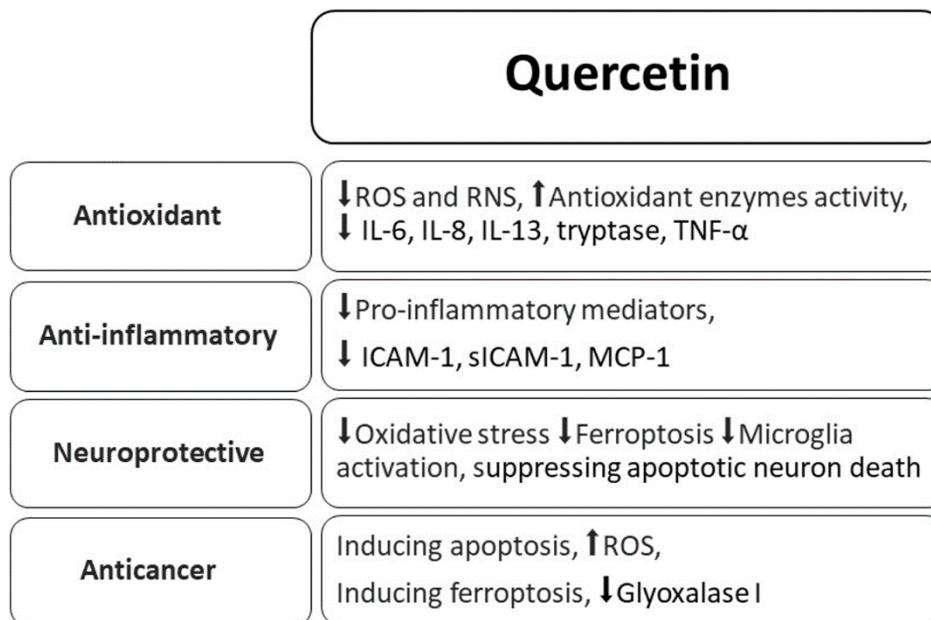 Quercetin
Antioxidant
⬇ROS and RNS, ⬆Antioxidant enzymes activity,
⬇ IL-6, IL-8, IL-13, tryptase, TNF-α
Anti-inflammatory
⬇Pro-inflammatory mediators,
⬇ ICAM-1, sICAM-1, MCP-1
Neuroprotective
⬇Oxidative stress ⬇Ferroptosis ⬇Microglia
activation, suppressing apoptotic neuron death
Anticancer
Inducing apoptosis, ⬆ROS,
Inducing ferroptosis, ⬇Glyoxalase I